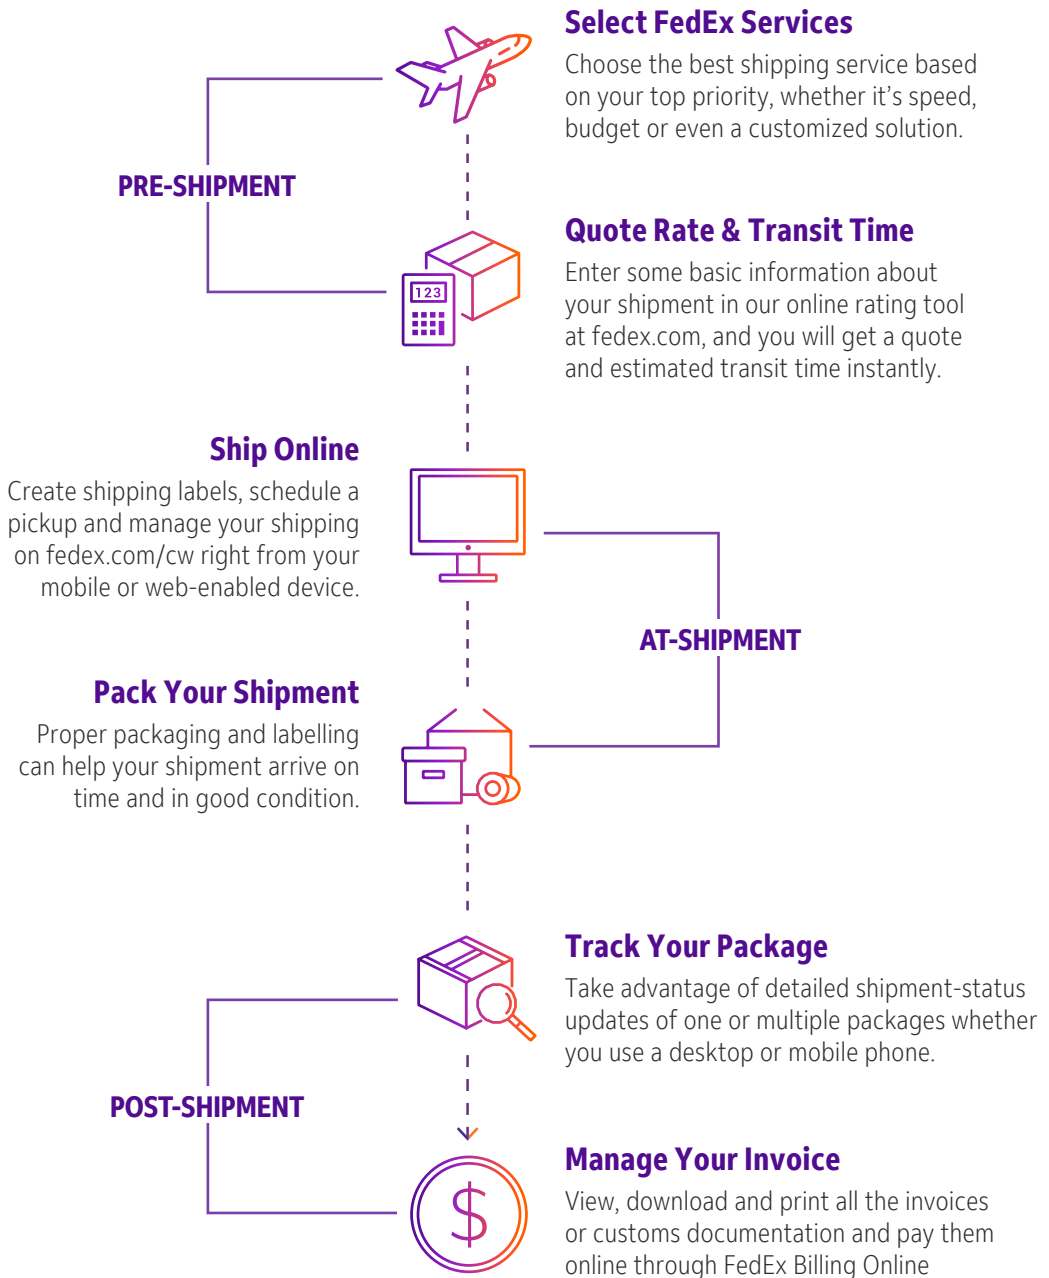 Select FedEx Services
Choose the best shipping service based
on your top priority, whether it's speed,
budget or even a customized solution.
PRE-SHIPMENT
Quote Rate & Transit Time
Enter some basic information about
your shipment in our online rating tool
at fedex.com, and you will get a quote
and estimated transit time instantly.
123
Ship Online
Create shipping labels, schedule a
pickup and manage your shipping
on fedex.com/cw right from your
mobile or web-enabled device.
AT-SHIPMENT
Pack Your Shipment
Proper packaging and labelling
can help your shipment arrive on
time and in good condition.
Track Your Package
Take advantage of detailed shipment-status
updates of one or multiple packages whether
you use a desktop or mobile phone.
POST-SHIPMENT
Manage Your Invoice
View, download and print all the invoices
or customs documentation and pay them
online through FedEx Billing Online
$